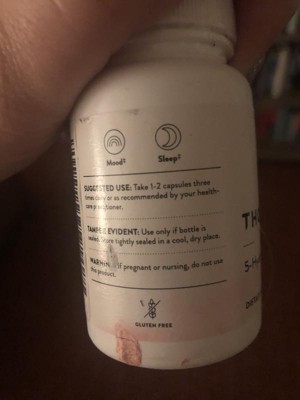 Mood‡
Sleep‡
SUGGESTED USE: Take 1-2 capsules three
times daily or as recommended by your health-
care practitioner.
TAMPER EVIDENT: Use only if bottle is
sealed. Store tightly sealed in a cool, dry place.
WARNING: If pregnant or nursing, do not use
this product.
GLUTEN FREE
TH
5-H
DIETA